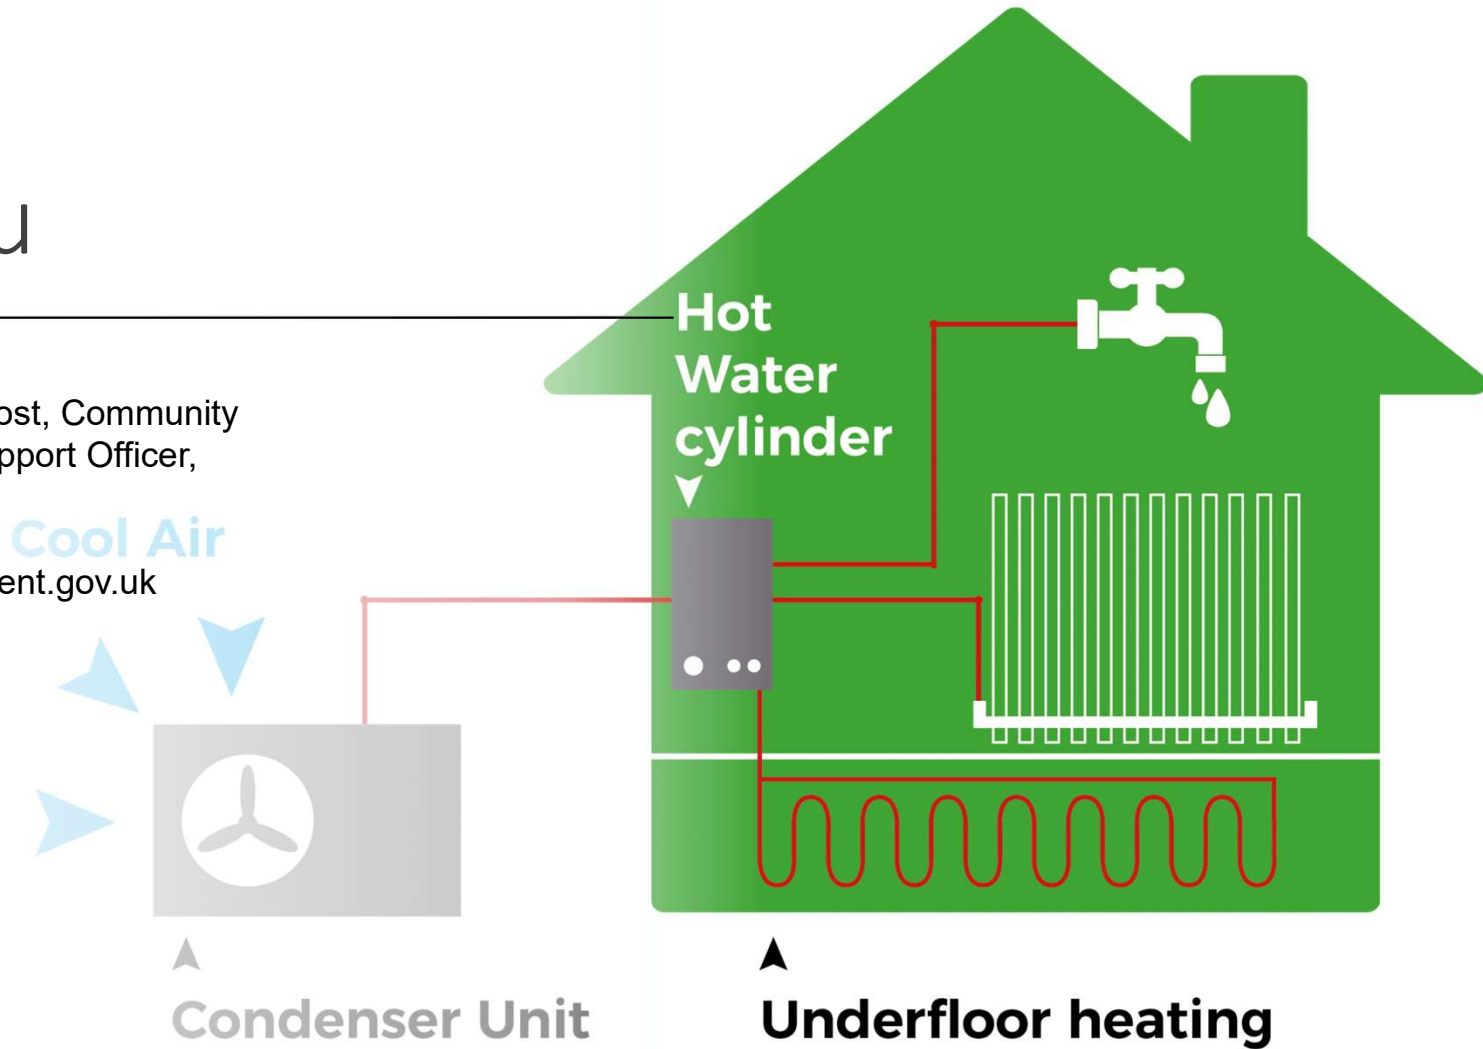 u
Hot
Water
cylinder
ost, Community
pport Officer,
Cool Air
ent.gov.uk
Condenser Unit
Underfloor heating